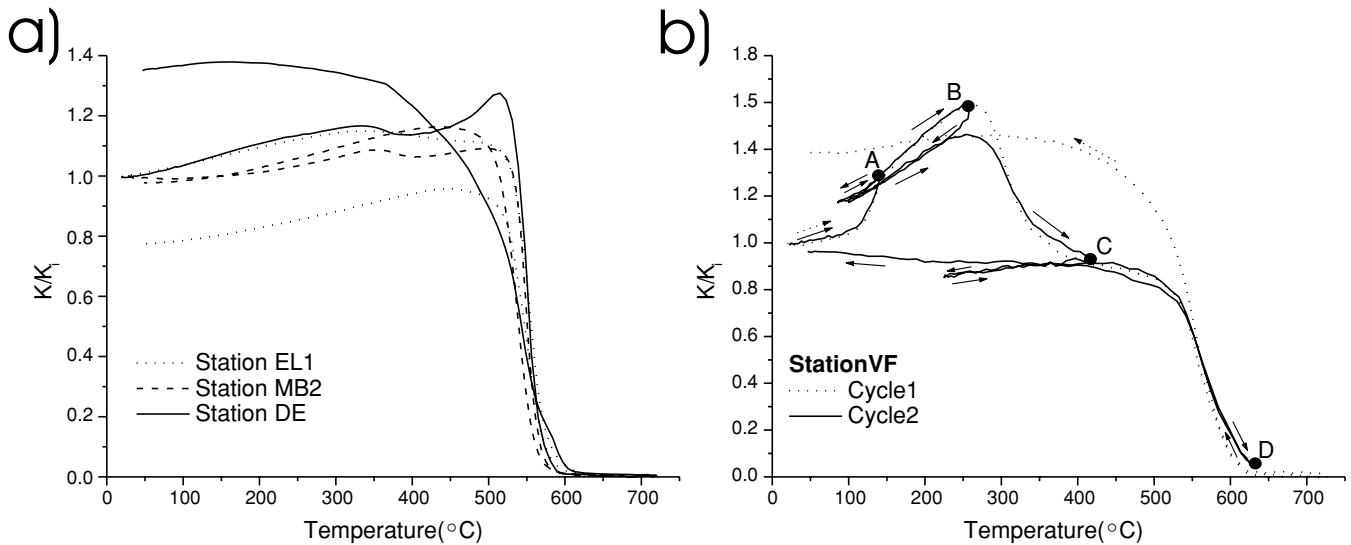 a)
1.4
1.2
1.0
0.8
0.6
0.4
0.2
0.0
K/Ki
0 100 200 300 400 500 600 700
Temperature(°C)
Station EL1
Station MB2
Station DE
b)
1.8
1.5
1.4
1.2
1.0
0.8
0.6
0.4
0.2
0.0
K/Ki
0 100 200 300 400 500 600 700
Temperature(°C)
A
B
C
D
StationVF
Cycle1
Cycle2